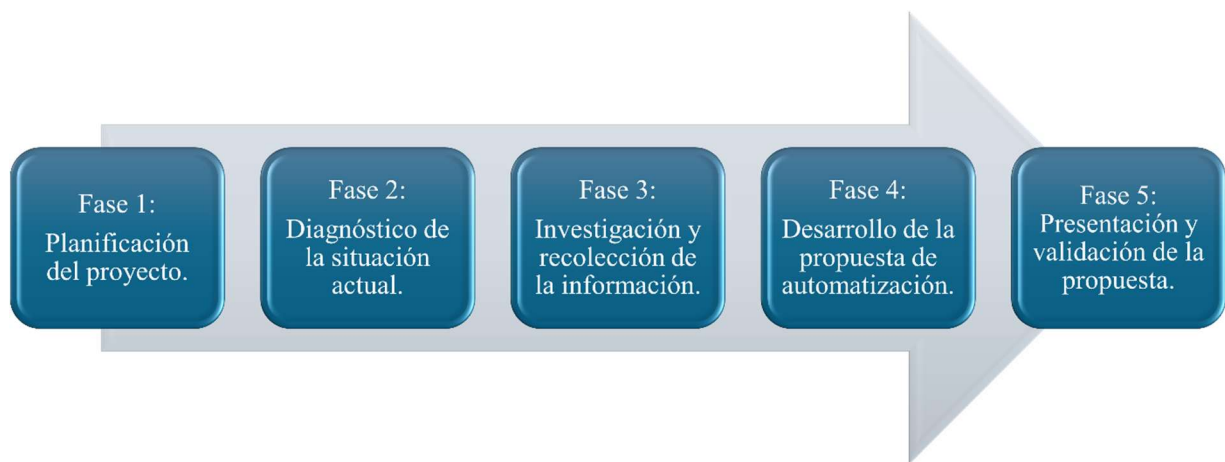 Fase 1:
Planificación
del proyecto.
Fase 2:
Diagnóstico de
la situación
actual.
Fase 3:
Investigación y
recolección de
la información.
Fase 4:
Desarrollo de la
propuesta de
automatización.
Fase 5:
Presentación y
validación de la
propuesta.